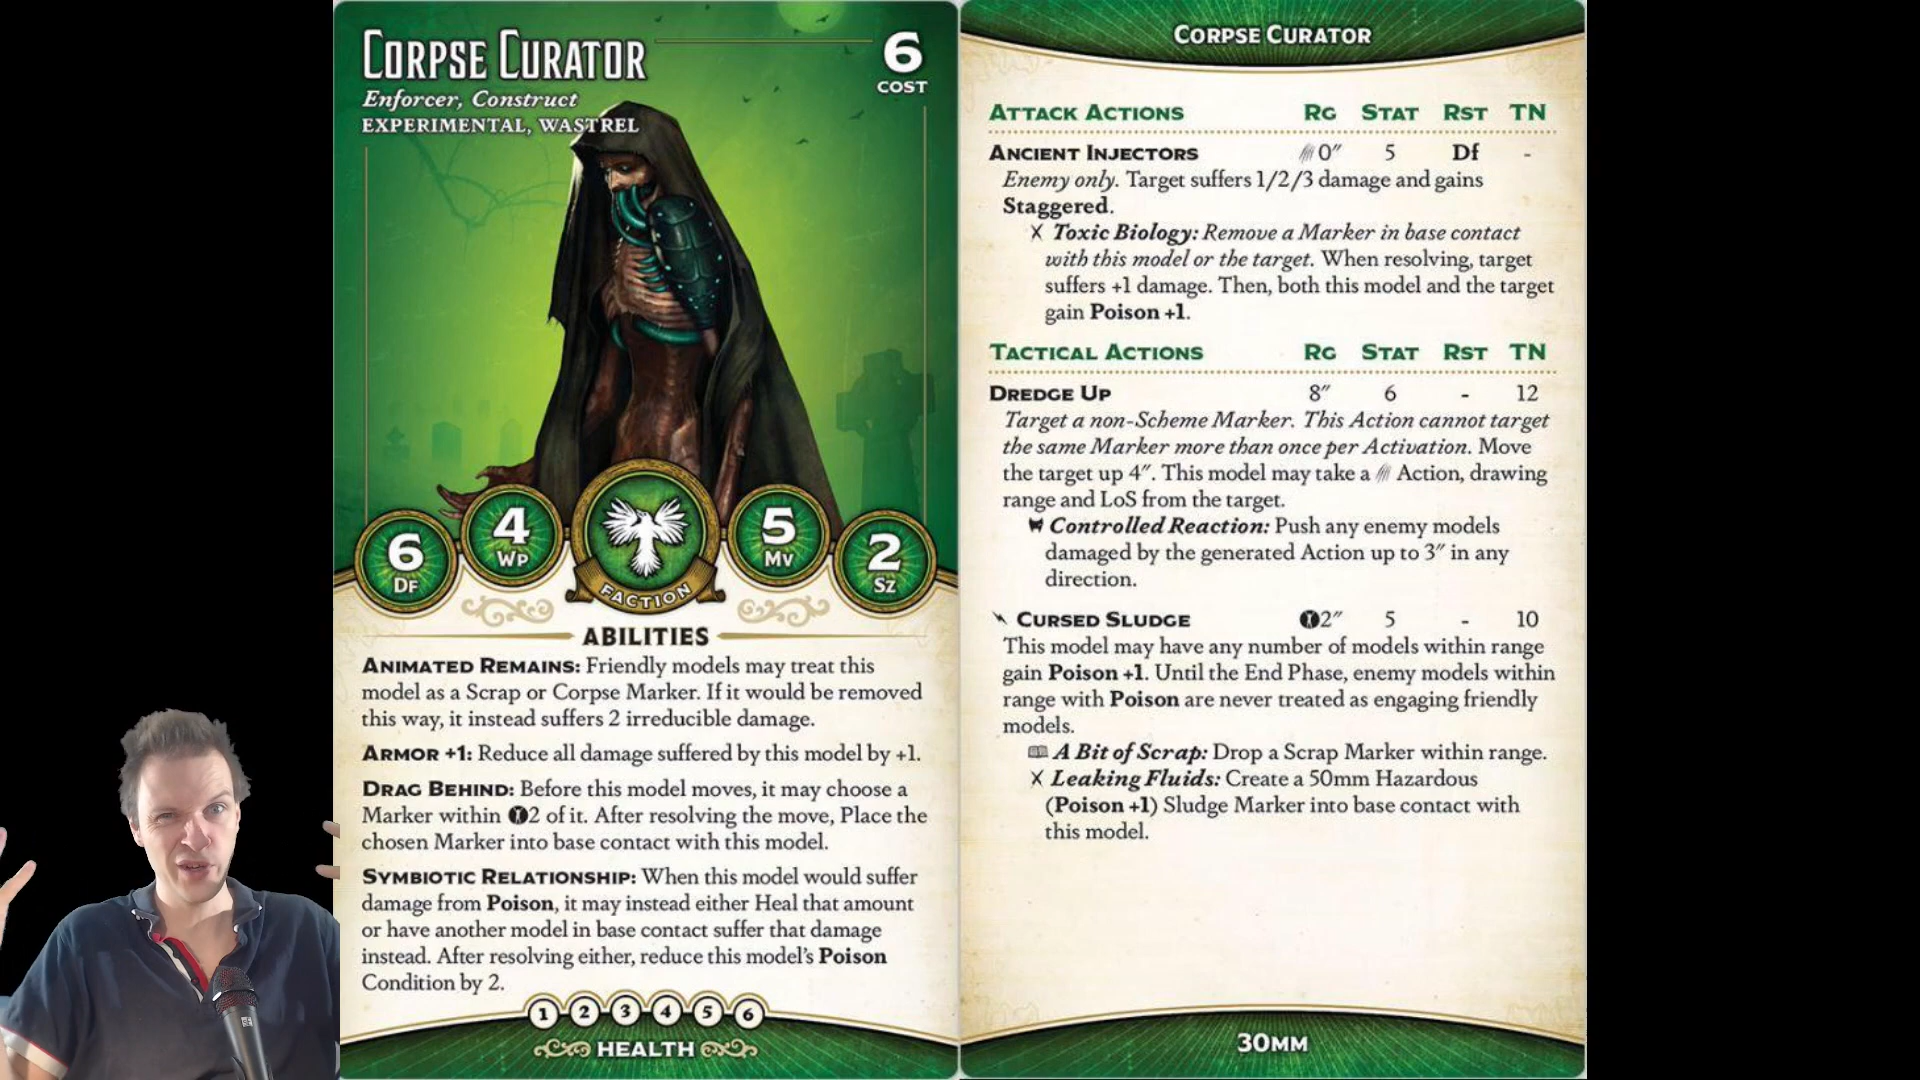 CORPSE CURATOR
Enforcer, Construct
EXPERIMENTAL, WASTREL
6
COST
6
DF
4
WP
FACTION
5
MV
2
SZ
ABILITIES
ANIMATED REMAINS: Friendly models may treat this
model as a Scrap or Corpse Marker. If it would be removed
this way, it instead suffers 2 irreducible damage.
ARMOR +1: Reduce all damage suffered by this model by +1.
DRAG BEHIND: Before this model moves, it may choose a
Marker within 2 of it. After resolving the move, Place the
chosen Marker into base contact with this model.
SYMBIOTIC RELATIONSHIP: When this model would suffer
damage from Poison, it may instead either Heal that amount
or have another model in base contact suffer that damage
instead. After resolving either, reduce this model's Poison
Condition by 2.
1 2 3 4 5 6
HEALTH
CORPSE CURATOR
ATTACK ACTIONS RG STAT RST TN
ANCIENT INJECTORS 0″ 5 Df -
Enemy only. Target suffers 1/2/3 damage and gains
Staggered.
Toxic Biology: Remove a Marker in base contact
with this model or the target. When resolving, target
suffers +1 damage. Then, both this model and the target
gain Poison +1.
TACTICAL ACTIONS RG STAT RST TN
DREDGE UP 8″ 6 - 12
Target a non-Scheme Marker. This Action cannot target
the same Marker more than once per Activation. Move
the target up 4″. This model may take a Action, drawing
range and LoS from the target.
Controlled Reaction: Push any enemy models
damaged by the generated Action up to 3″ in any
direction.
CURSED SLUDGE 2″ 5 - 10
This model may have any number of models within range
gain Poison +1. Until the End Phase, enemy models within
range with Poison are never treated as engaging friendly
models.
A Bit of Scrap: Drop a Scrap Marker within range.
Leaking Fluids: Create a 50mm Hazardous
(Poison +1) Sludge Marker into base contact with
this model.
30MM